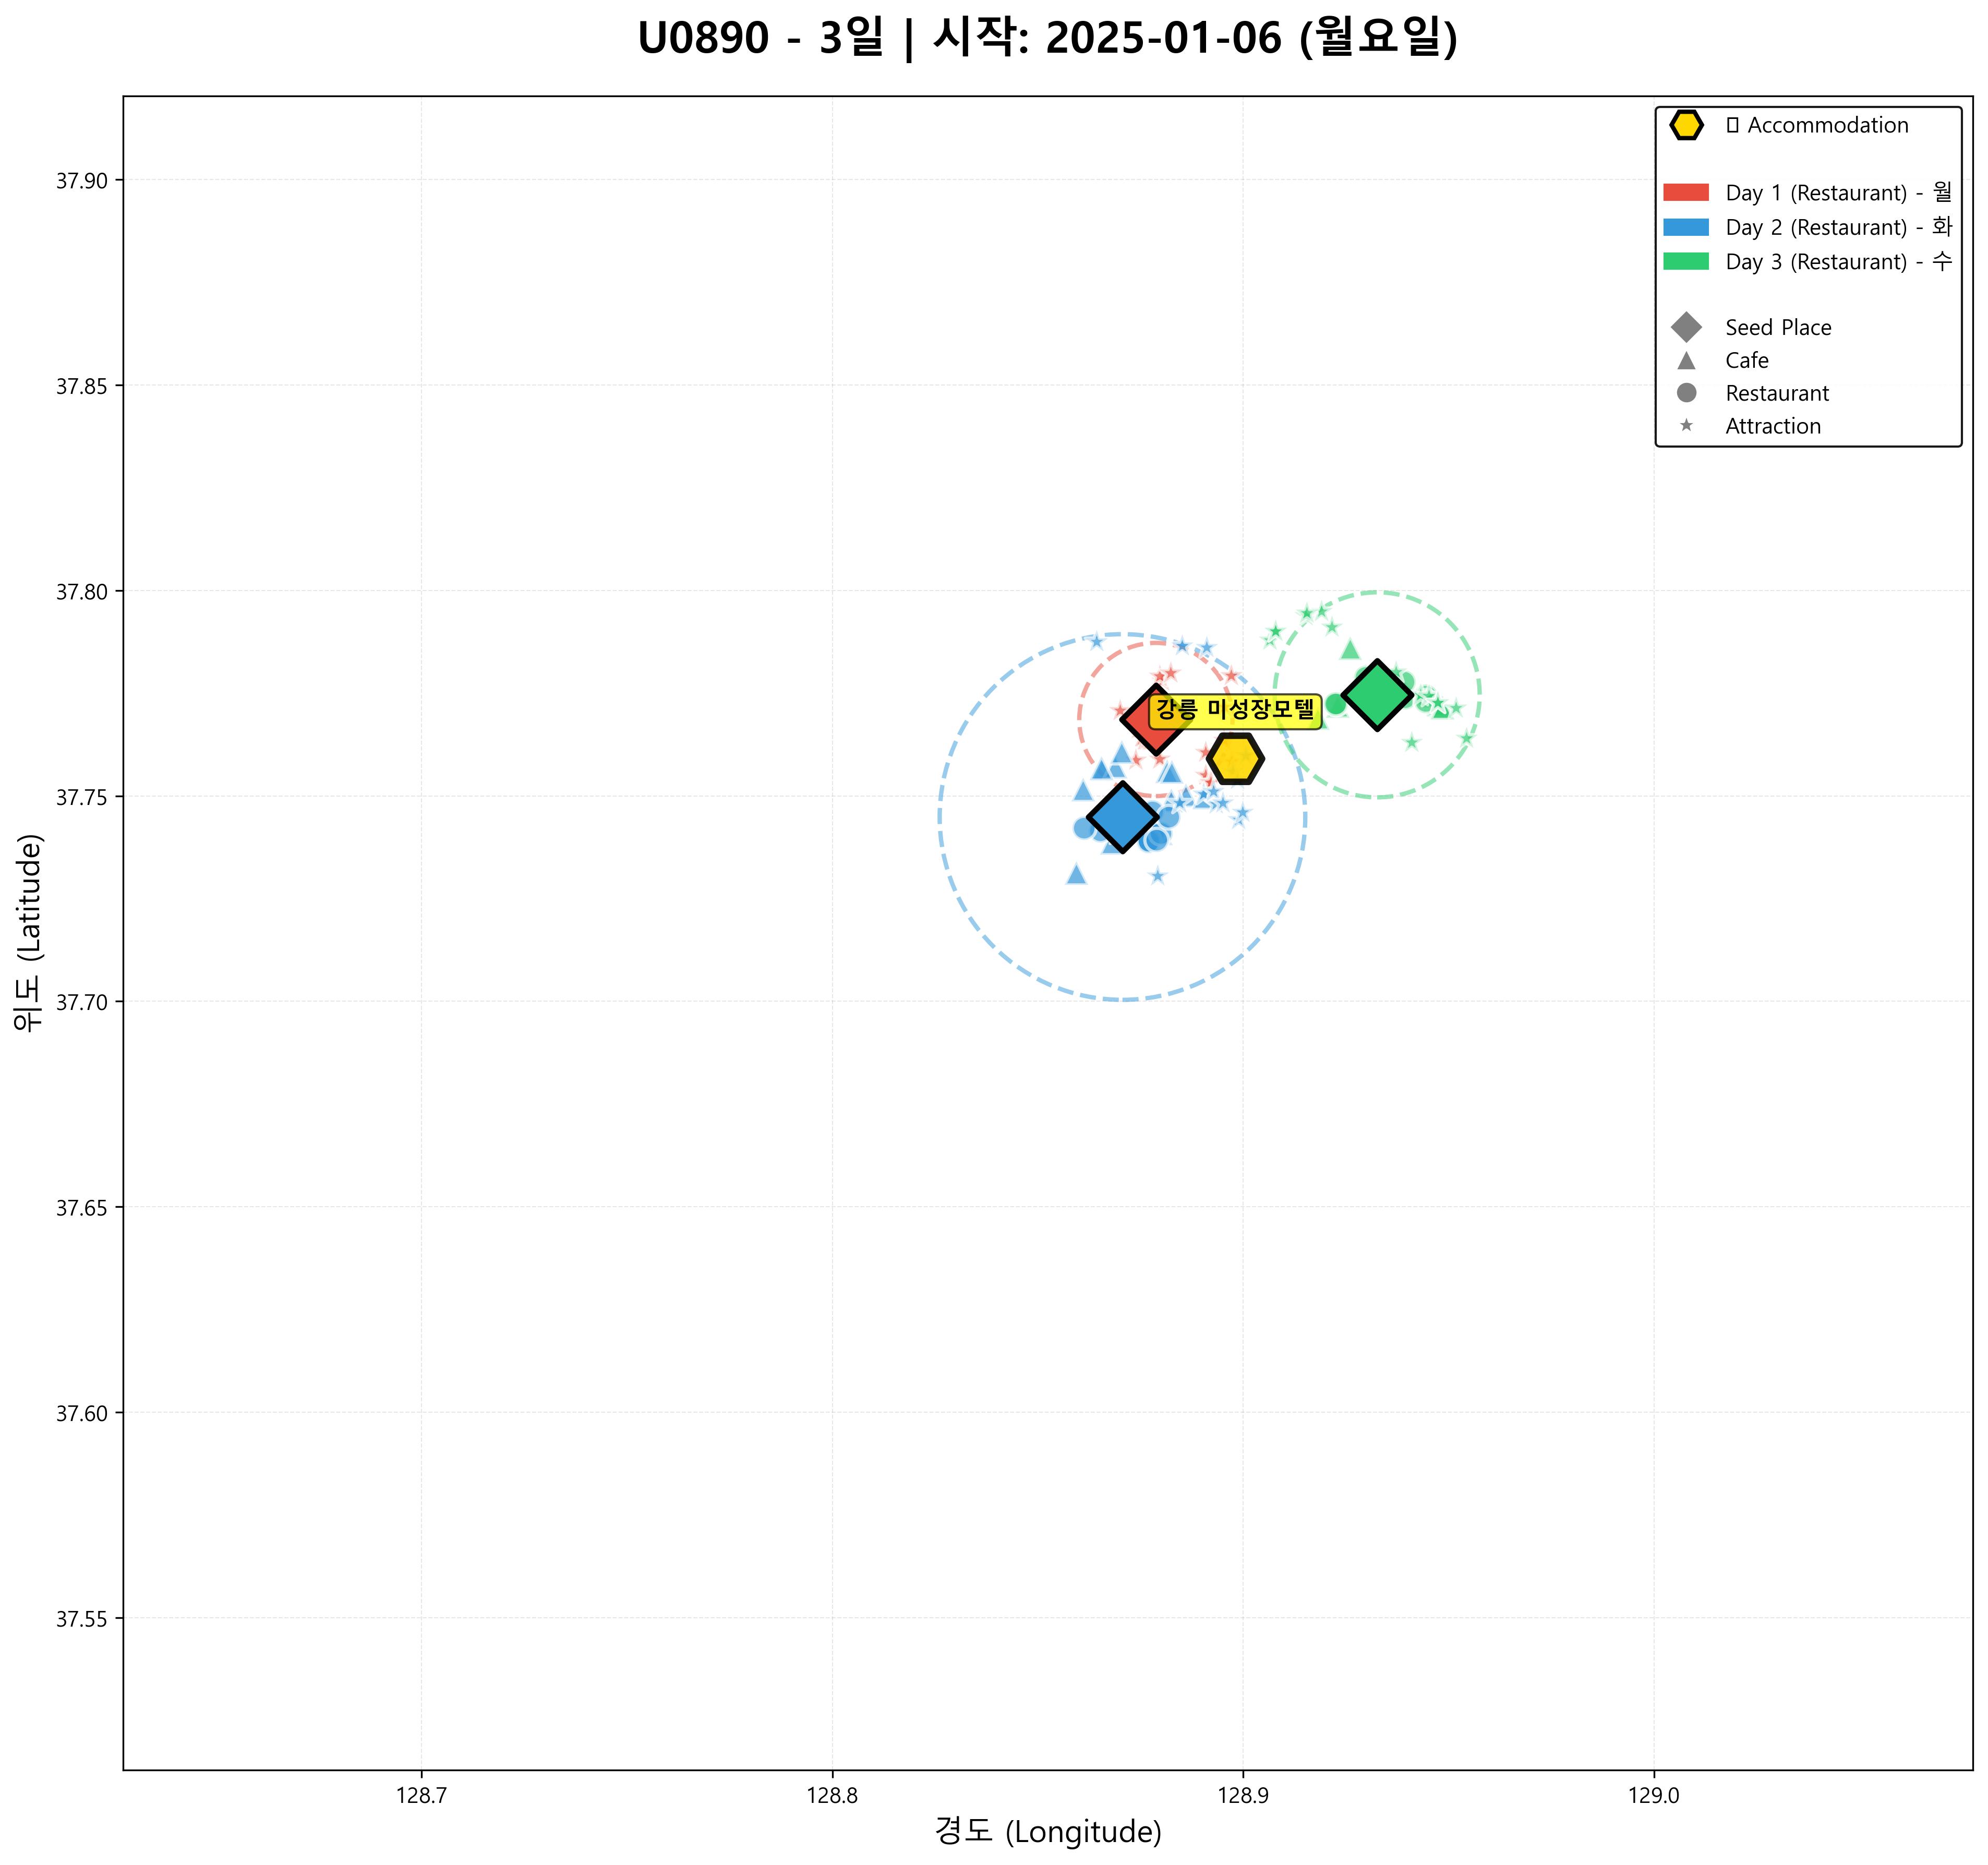 U0890 - 3일 | 시작: 2025-01-06 (월요일)
Accommodation
Day 1 (Restaurant) - 월
Day 2 (Restaurant) - 화
Day 3 (Restaurant) - 수
Seed Place
Cafe
Restaurant
Attraction
37.90
37.85
37.80
37.75
37.70
37.65
37.60
37.55
위도 (Latitude)
강릉 미성장모텔
128.7
128.8
128.9
129.0
경도 (Longitude)